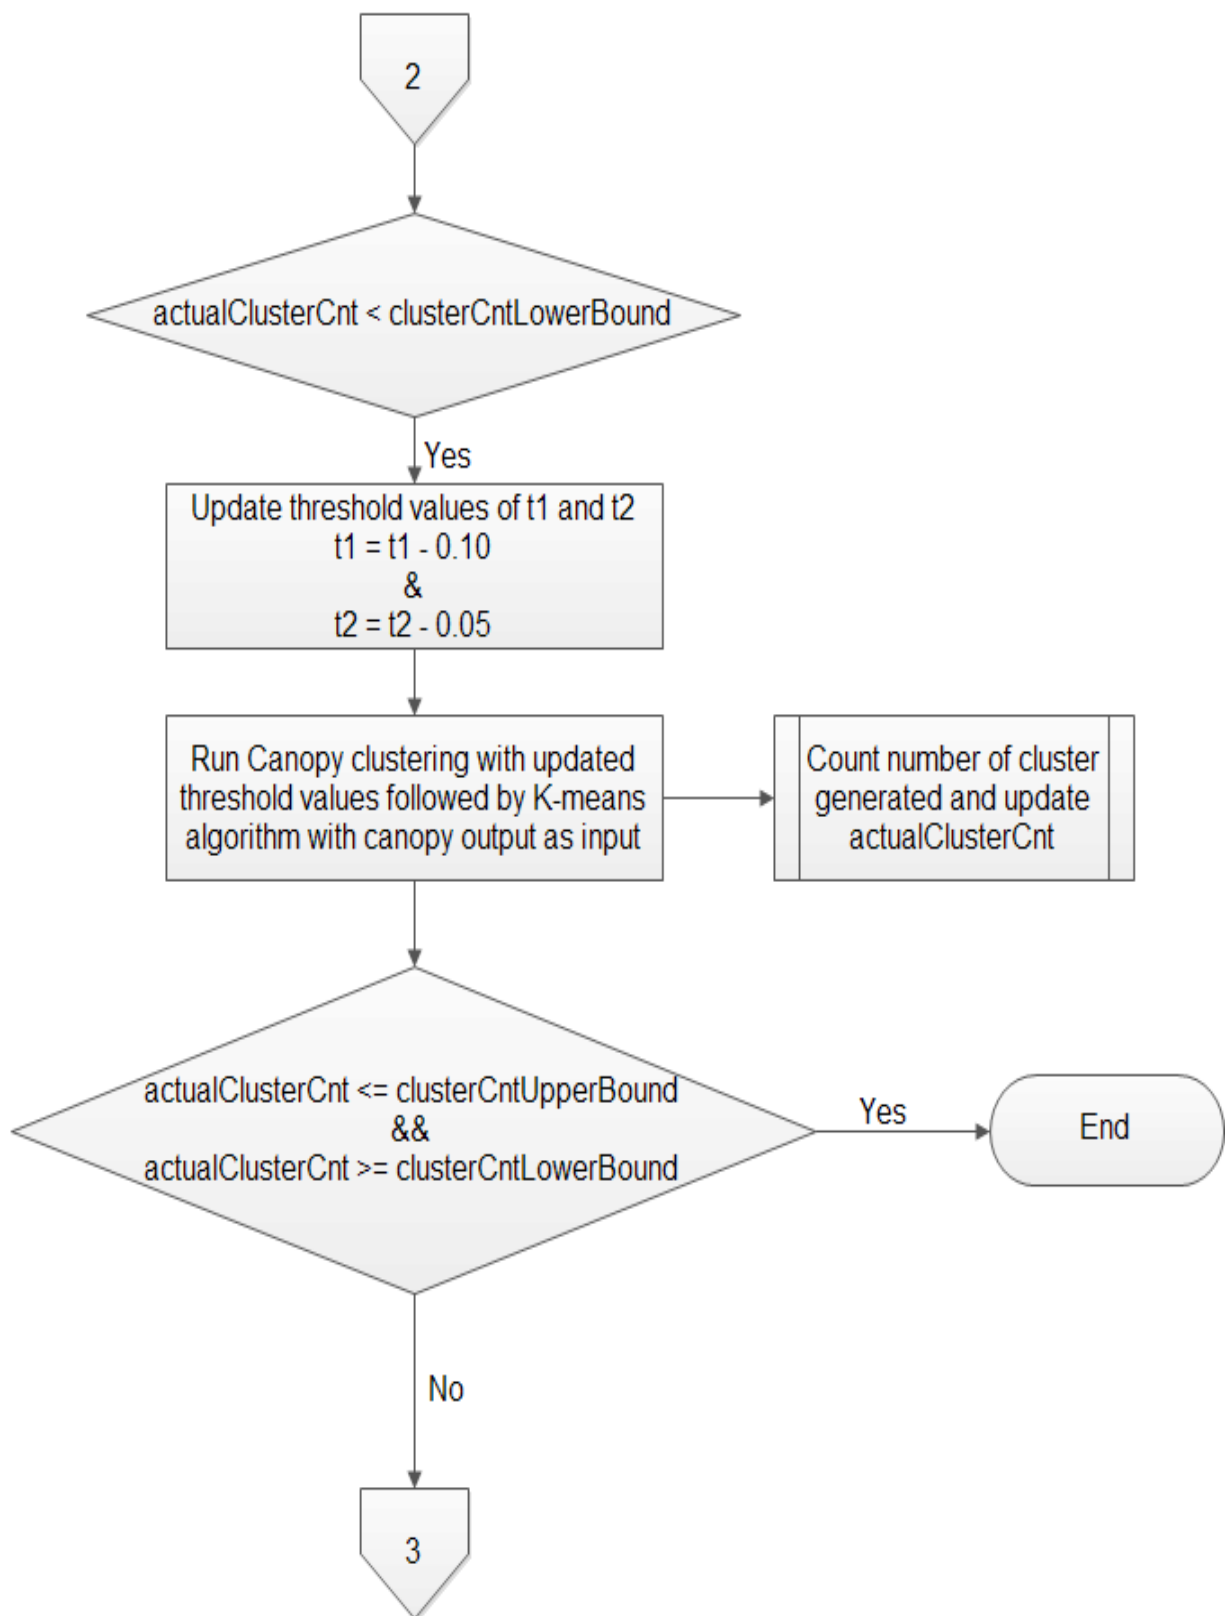 2
actualClusterCnt < clusterCntLowerBound
Yes
Update threshold values of t1 and t2
t1 = t1 - 0.10
&
t2 = t2 - 0.05
Run Canopy clustering with updated
threshold values followed by K-means
algorithm with canopy output as input
Count number of cluster
generated and update
actualClusterCnt
actualClusterCnt <= clusterCntUpperBound
&&
actualClusterCnt >= clusterCntLowerBound
Yes
End
No
3